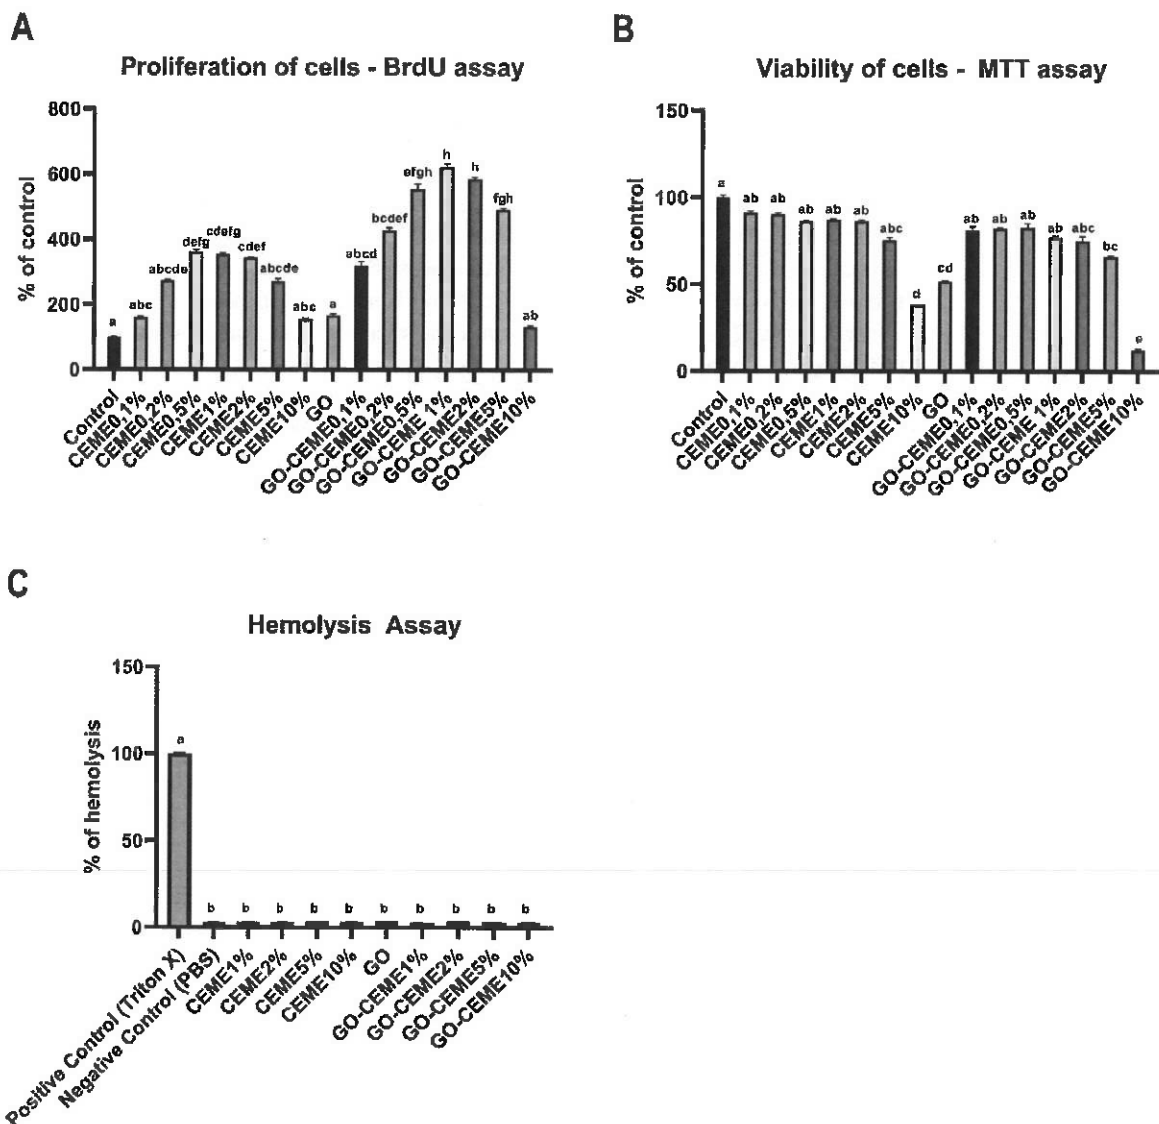 A
Proliferation of cells - BrdU assay
% of control
800
600
400
200
0
a
abc
abcde
defg
cdefg
cdef
abcde
abc
a
abcd
bcdef
efgh
h
h
fgh
ab
Control
CEME0,1%
CEME0,2%
CEME0,5%
CEME1%
CEME2%
CEME5%
CEME10%
GO
GO-CEME0,1%
GO-CEME0,2%
GO-CEME0,5%
GO-CEME 1%
GO-CEME2%
GO-CEME5%
GO-CEME10%
B
Viability of cells - MTT assay
% of control
150
100
50
0
a
ab
ab
ab
ab
ab
abc
d
cd
ab
ab
ab
ab
abc
bc
e
Control
CEME0,1%
CEME0,2%
CEME0,5%
CEME1%
CEME2%
CEME5%
CEME10%
GO
GO-CEME0,1%
GO-CEME0,2%
GO-CEME0,5%
GO-CEME 1%
GO-CEME2%
GO-CEME5%
GO-CEME10%
C
Hemolysis Assay
% of hemolysis
150
100
50
0
a
b
b
b
b
b
b
b
b
b
b
Positive Control (Triton X)
Negative Control (PBS)
CEME1%
CEME2%
CEME5%
CEME10%
GO
GO-CEME1%
GO-CEME2%
GO-CEME5%
GO-CEME10%